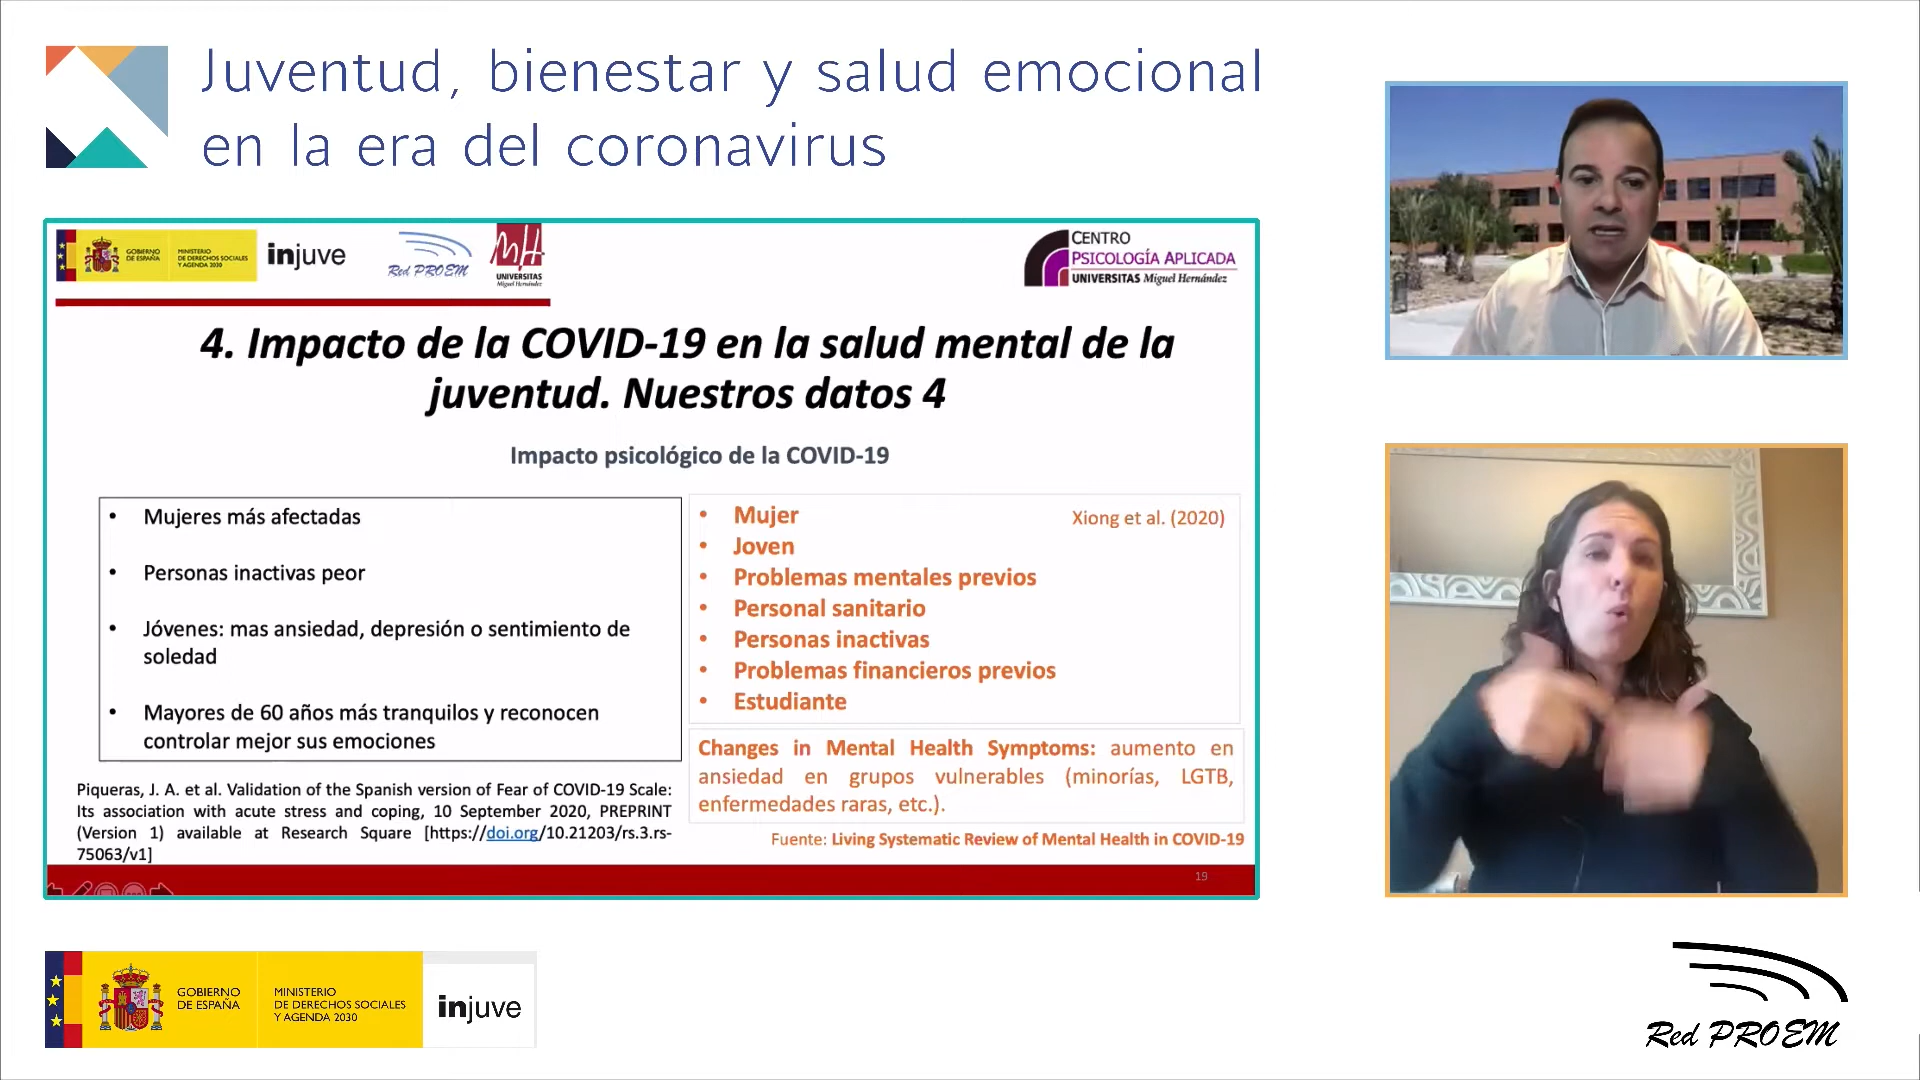 Juventud, bienestar y salud emocional
en la era del coronavirus
GOBIERNO
DE ESPAÑA
MINISTERIO
DE DERECHOS SOCIALES
Y AGENDA 2030
injuve
Red PROEM
UNIVERSITAS
Miguel Hernández
CENTRO
PSICOLOGÍA APLICADA
UNIVERSITAS Miguel Hernández
4. Impacto de la COVID-19 en la salud mental de la
juventud. Nuestros datos 4
Impacto psicológico de la COVID-19
• Mujeres más afectadas
• Personas inactivas peor
• Jóvenes: mas ansiedad, depresión o sentimiento de
soledad
• Mayores de 60 años más tranquilos y reconocen
controlar mejor sus emociones
Piqueras, J. A. et al. Validation of the Spanish version of Fear of COVID-19 Scale:
Its association with acute stress and coping, 10 September 2020, PREPRINT
(Version 1) available at Research Square [https://doi.org/10.21203/rs.3.rs-
75063/v1]
• Mujer
Xiong et al. (2020)
• Joven
• Problemas mentales previos
• Personal sanitario
• Personas inactivas
• Problemas financieros previos
• Estudiante
Changes in Mental Health Symptoms: aumento en
ansiedad en grupos vulnerables (minorías, LGTB,
enfermedades raras, etc.).
Fuente: Living Systematic Review of Mental Health in COVID-19
19
GOBIERNO
DE ESPAÑA
MINISTERIO
DE DERECHOS SOCIALES
Y AGENDA 2030
injuve
Red PROEM